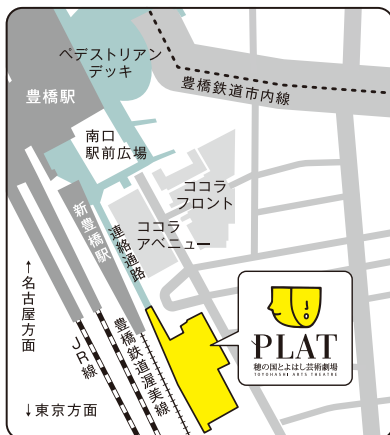 ペデストリアン
デッキ
豊橋駅
豊橋鉄道市内線
南口
駅前広場
ココラ
フロント
新豊橋駅
ココラ
アベニュー
連絡通路
↑名古屋方面
JR線
豊橋鉄道渥美線
PLAT
穂の国とよはし芸術劇場
TOYOHASHI ARTS THEATRE
↓東京方面